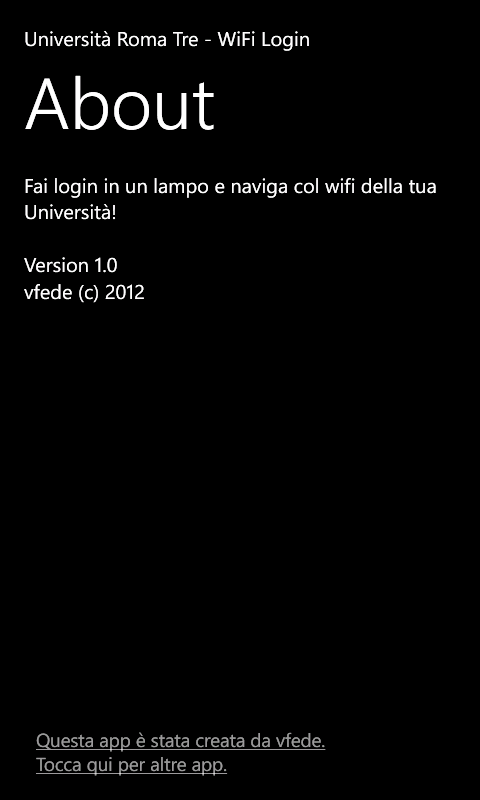 Università Roma Tre - WiFi Login
About
Fai login in un lampo e naviga col wifi della tua
Università!
Version 1.0
vfede (c) 2012
Questa app è stata creata da vfede.
Tocca qui per altre app.